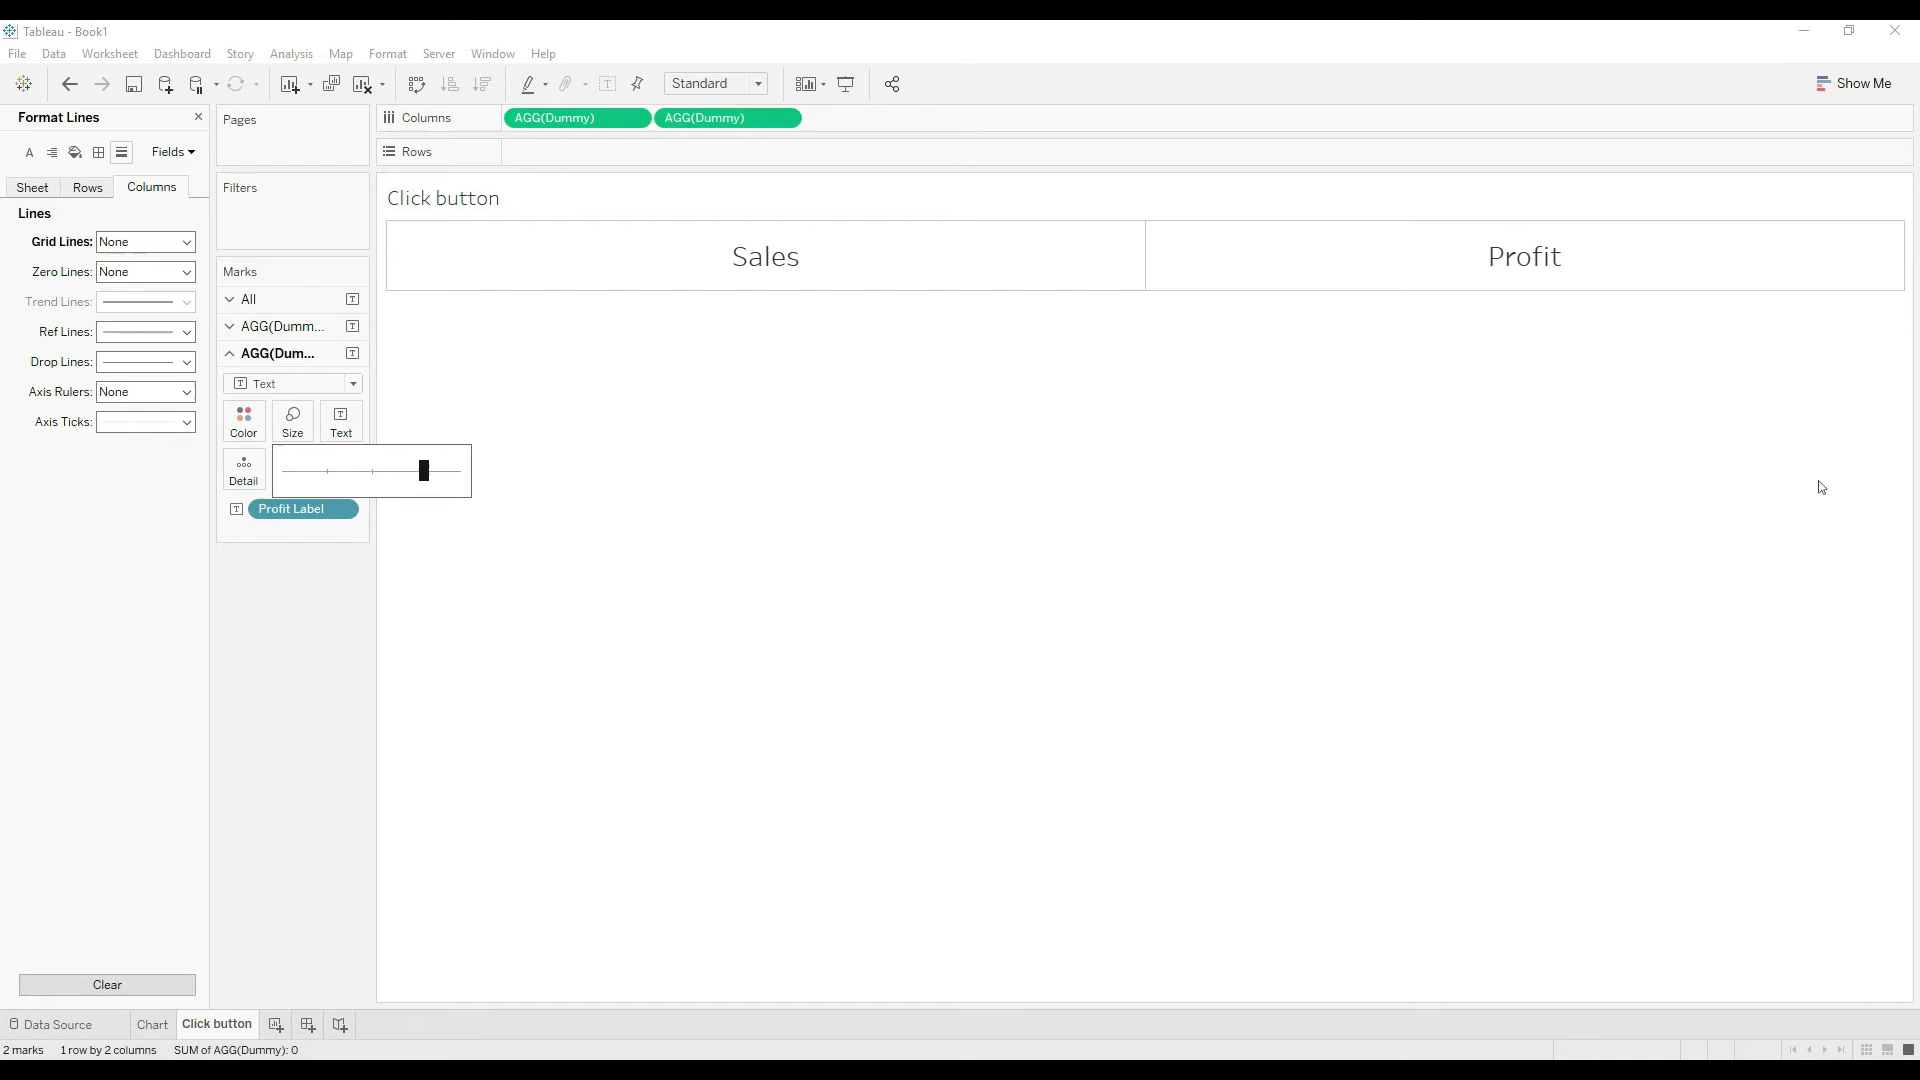 Tableau - Book1
File Data Worksheet Dashboard Story Analysis Map Format Server Window Help
Standard
Show Me
Format Lines
Fields
Sheet Rows Columns
Lines
Grid Lines: None
Zero Lines: None
Trend Lines:
Ref Lines:
Drop Lines:
Axis Rulers: None
Axis Ticks:
Clear
Pages
Filters
Marks
All
AGG(Dumm...
AGG(Dum...
Text
Color Size Text
Detail
Profit Label
Columns AGG(Dummy) AGG(Dummy)
Rows
Click button
Sales Profit
Data Source Chart Click button
2 marks 1 row by 2 columns SUM of AGG(Dummy): 0